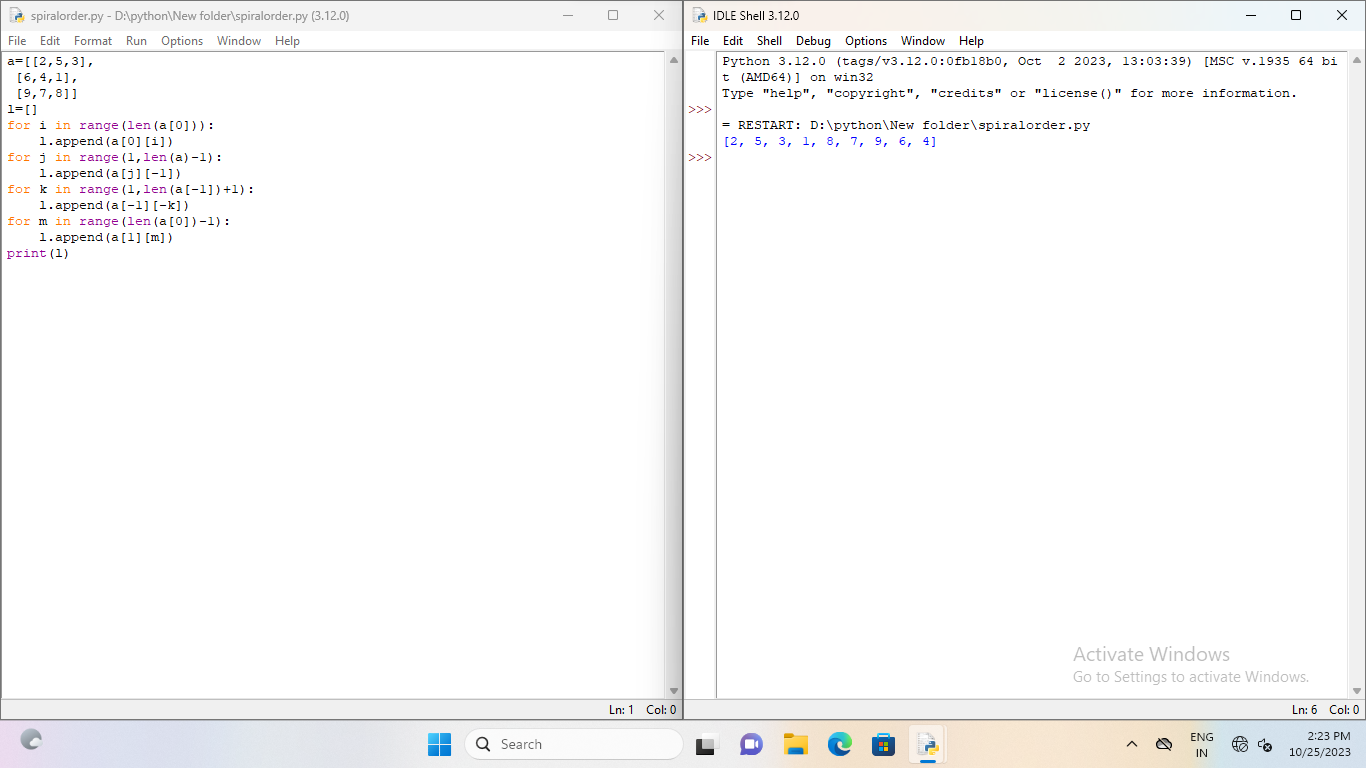 spiralorder.py - D:\python\New folder\spiralorder.py (3.12.0)
File Edit Format Run Options Window Help
a=[[2,5,3],
 [6,4,1],
 [9,7,8]]
l=[]
for i in range(len(a[0])):
    l.append(a[0][i])
for j in range(1,len(a)-1):
    l.append(a[j][-1])
for k in range(1,len(a[-1])+1):
    l.append(a[-1][-k])
for m in range(len(a[0])-1):
    l.append(a[1][m])
print(l)
Ln: 1 Col: 0
IDLE Shell 3.12.0
File Edit Shell Debug Options Window Help
Python 3.12.0 (tags/v3.12.0:0fb18b0, Oct  2 2023, 13:03:39) [MSC v.1935 64 bi
t (AMD64)] on win32
Type "help", "copyright", "credits" or "license()" for more information.
>>>
= RESTART: D:\python\New folder\spiralorder.py
[2, 5, 3, 1, 8, 7, 9, 6, 4]
>>>
Activate Windows
Go to Settings to activate Windows.
Ln: 6 Col: 0
Search
ENG
IN
2:23 PM
10/25/2023